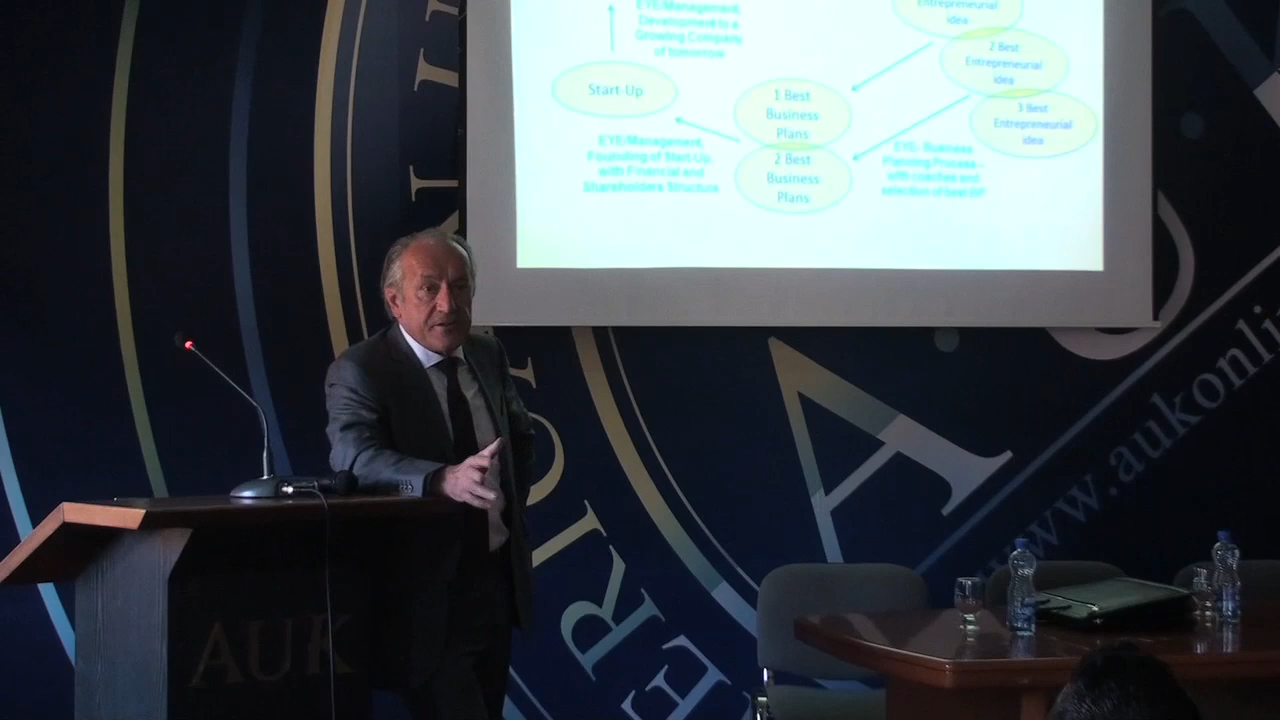 EYE/Management,
Development to a
Growing Company
of tomorrow
Entrepreneurial
idea
2 Best
Entrepreneurial
idea
3 Best
Entrepreneurial
idea
Start-Up
1 Best
Business
Plans
2 Best
Business
Plans
EYE/Management,
Founding of Start-Up,
with Financial and
Shareholders Structure
EYE- Business
Planning Process–
with coaches and
selection of best BP
A U
www.aukonli
ERIC
AUK